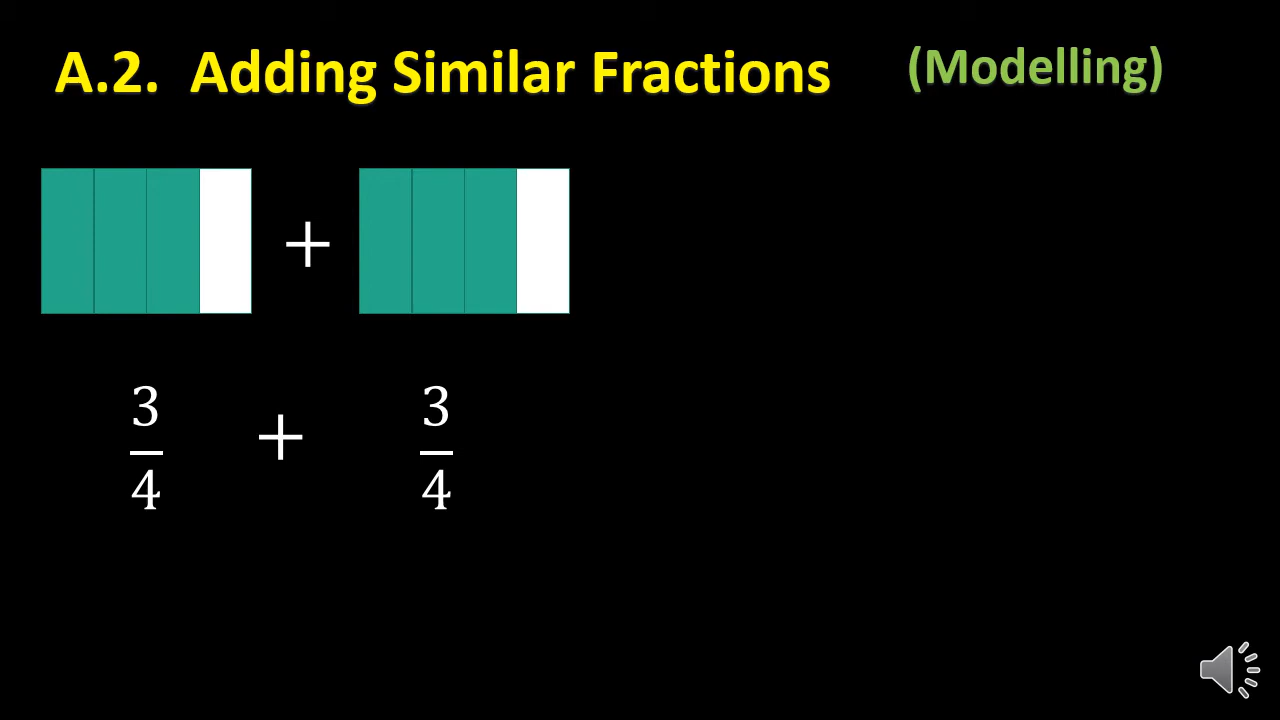 A.2. Adding Similar Fractions (Modelling)
+
3/4 + 3/4